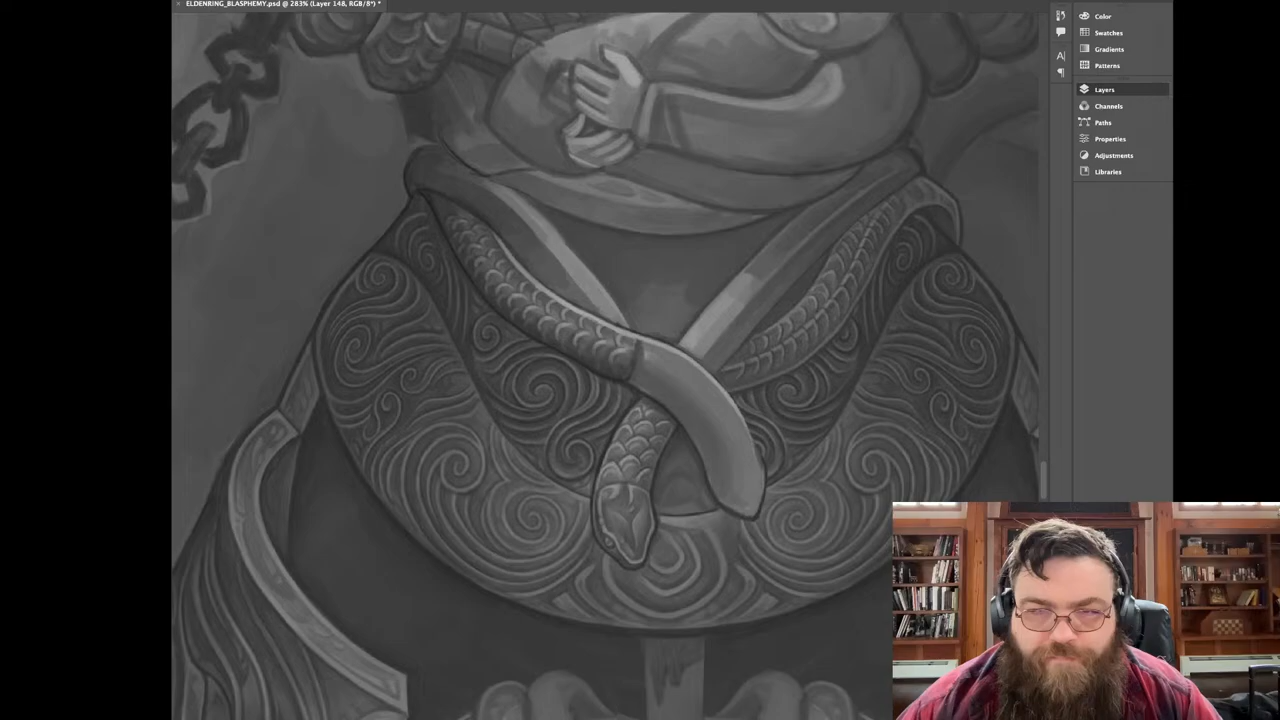 × ELDENRING_BLASPHEMY.psd @ 283% (Layer 148, RGB/8*) *
Color
Swatches
Gradients
Patterns
Layers
Channels
Paths
Properties
Adjustments
Libraries